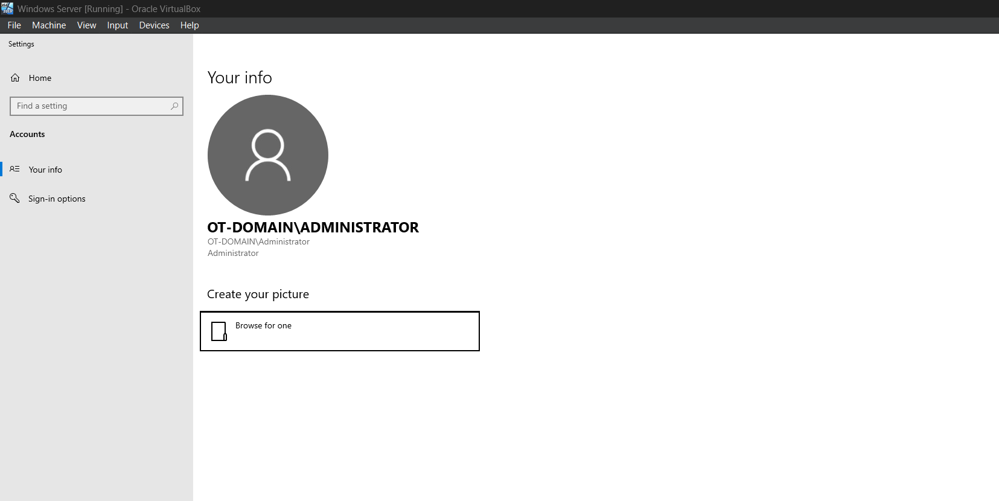 Windows Server [Running] - Oracle VirtualBox
File Machine View Input Devices Help
Settings
Home
Find a setting
Accounts
Your info
Sign-in options
Your info
OT-DOMAIN\ADMINISTRATOR
OT-DOMAIN\Administrator
Administrator
Create your picture
Browse for one